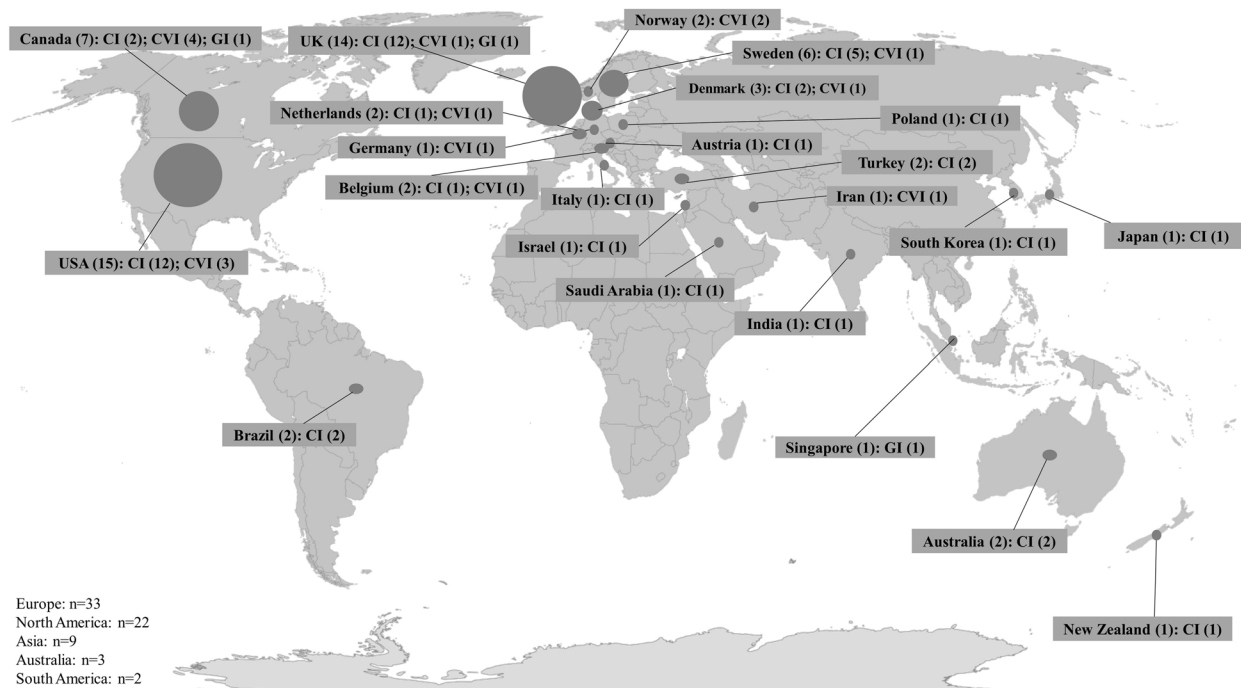 Norway (2): CVI (2)
Canada (7): CI (2); CVI (4); GI (1)
UK (14): CI (12); CVI (1); GI (1)
Sweden (6): CI (5); CVI (1)
Denmark (3): CI (2); CVI (1)
Netherlands (2): CI (1); CVI (1)
Poland (1): CI (1)
Germany (1): CVI (1)
Austria (1): CI (1)
Turkey (2): CI (2)
Belgium (2): CI (1); CVI (1)
Italy (1): CI (1)
Iran (1): CVI (1)
Israel (1): CI (1)
South Korea (1): CI (1)
Japan (1): CI (1)
USA (15): CI (12); CVI (3)
Saudi Arabia (1): CI (1)
India (1): CI (1)
Brazil (2): CI (2)
Singapore (1): GI (1)
Australia (2): CI (2)
New Zealand (1): CI (1)
Europe: n=33
North America: n=22
Asia: n=9
Australia: n=3
South America: n=2